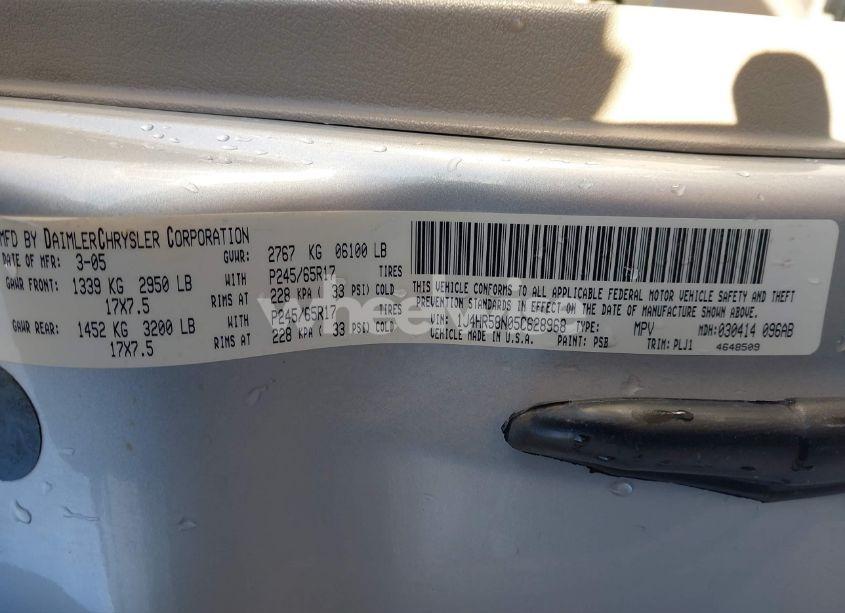 MFD BY DAIMLERCHRYSLER CORPORATION
DATE OF MFR: 3-05 GVWR: 2767 KG 06100 LB
GAWR FRONT: 1339 KG 2950 LB WITH P245/65R17 TIRES
17X7.5 RIMS AT 228 KPA ( 33 PSI) COLD
GAWR REAR: 1452 KG 3200 LB WITH P245/65R17 TIRES
17X7.5 RIMS AT 228 KPA ( 33 PSI) COLD
THIS VEHICLE CONFORMS TO ALL APPLICABLE FEDERAL MOTOR VEHICLE SAFETY AND THEFT
PREVENTION STANDARDS IN EFFECT ON THE DATE OF MANUFACTURE SHOWN ABOVE.
VIN: 1J4HR58N05C628968 TYPE: MPV MDH: 030414 096AB
VEHICLE MADE IN U.S.A. PAINT: PSB TRIM: PLJ1 4648509